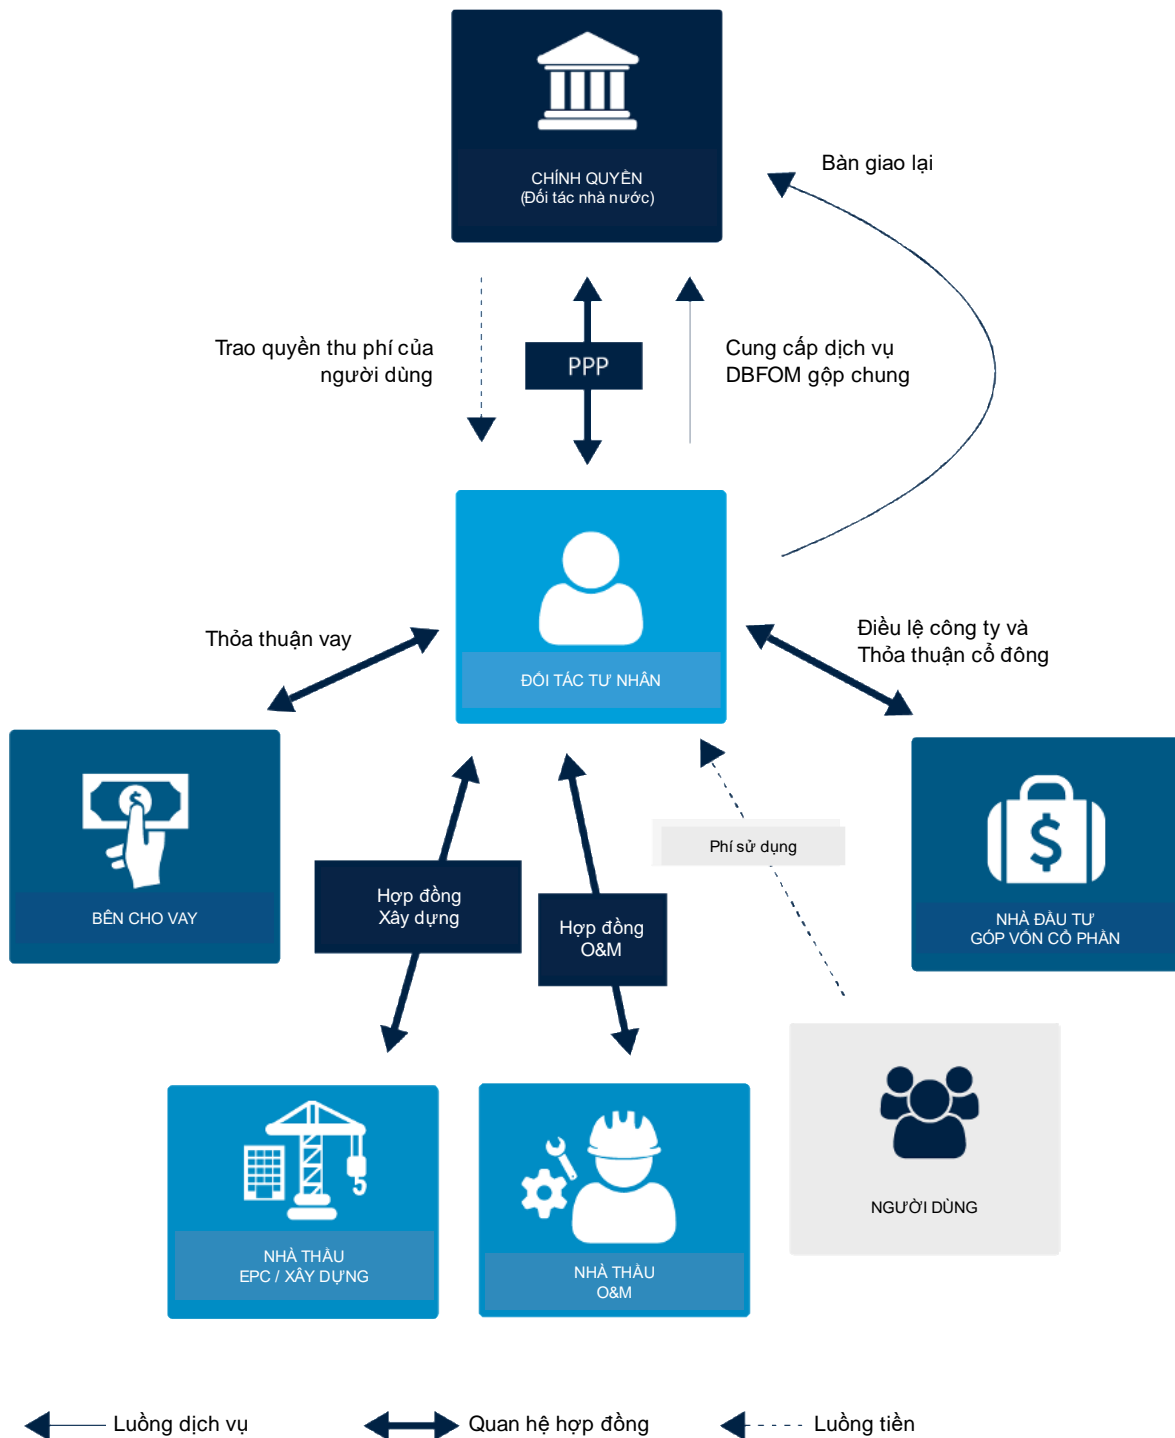 CHÍNH QUYỀN
(Đối tác nhà nước)
Bàn giao lại
Trao quyền thu phí của
người dùng
PPP
Cung cấp dịch vụ
DBFOM gộp chung
Thỏa thuận vay
ĐỐI TÁC TƯ NHÂN
Điều lệ công ty và
Thỏa thuận cổ đông
BÊN CHO VAY
Hợp đồng
Xây dựng
Hợp đồng
O&M
Phí sử dụng
NHÀ ĐẦU TƯ
GÓP VỐN CỔ PHẦN
NHÀ THẦU
EPC / XÂY DỰNG
NHÀ THẦU
O&M
NGƯỜI DÙNG
Luồng dịch vụ
Quan hệ hợp đồng
Luồng tiền